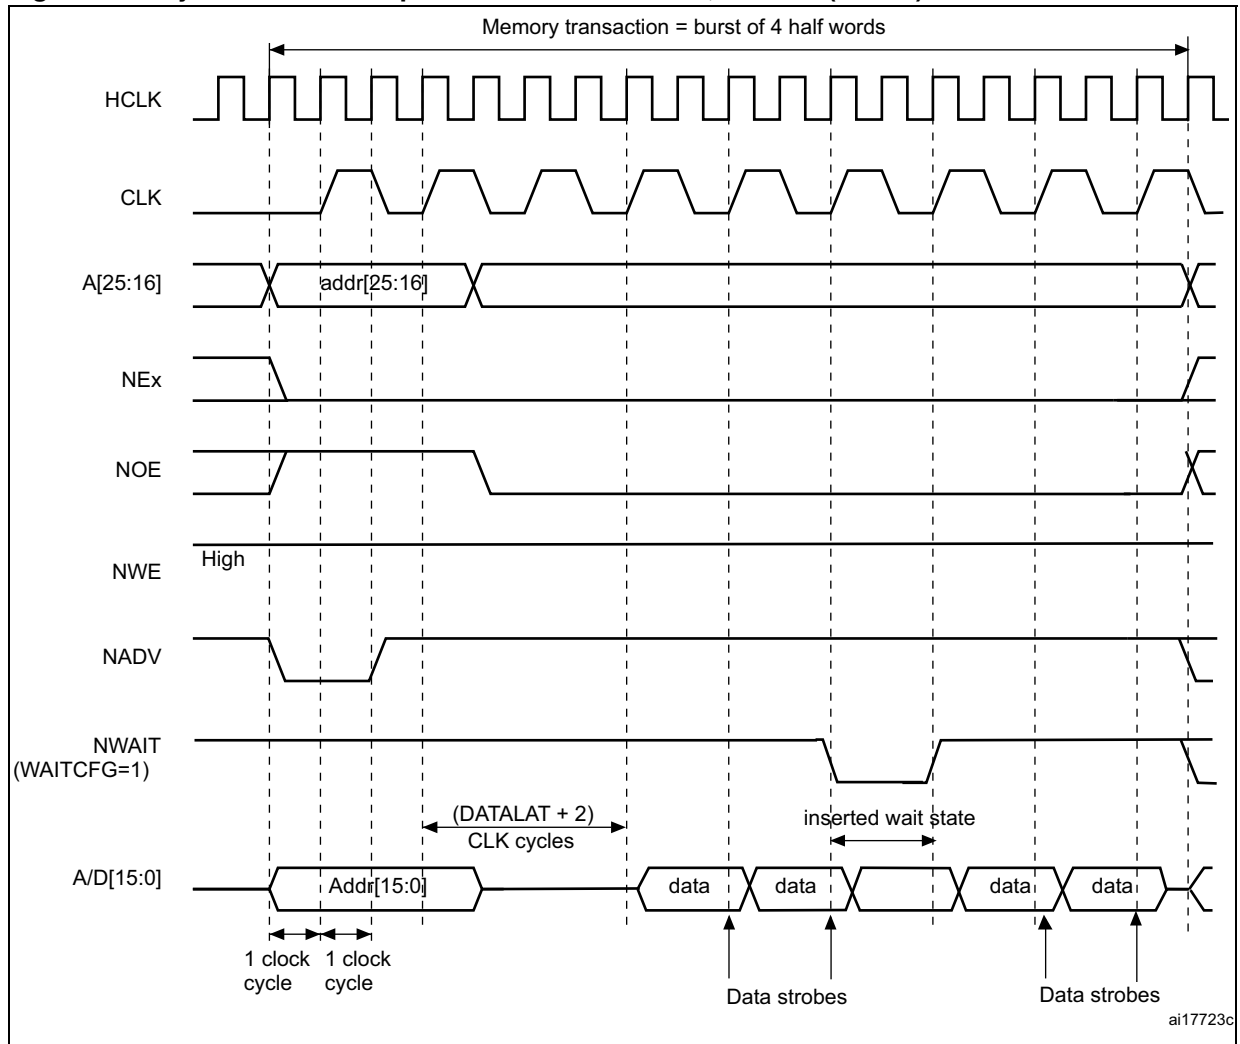 Memory transaction = burst of 4 half words
HCLK
CLK
A[25:16]
addr[25:16]
NEx
NOE
High
NWE
NADV
NWAIT
(WAITCFG=1)
(DATALAT + 2)
CLK cycles
inserted wait state
A/D[15:0]
Addr[15:0]
data
data
data
data
1 clock
cycle
1 clock
cycle
Data strobes
Data strobes
ai17723c